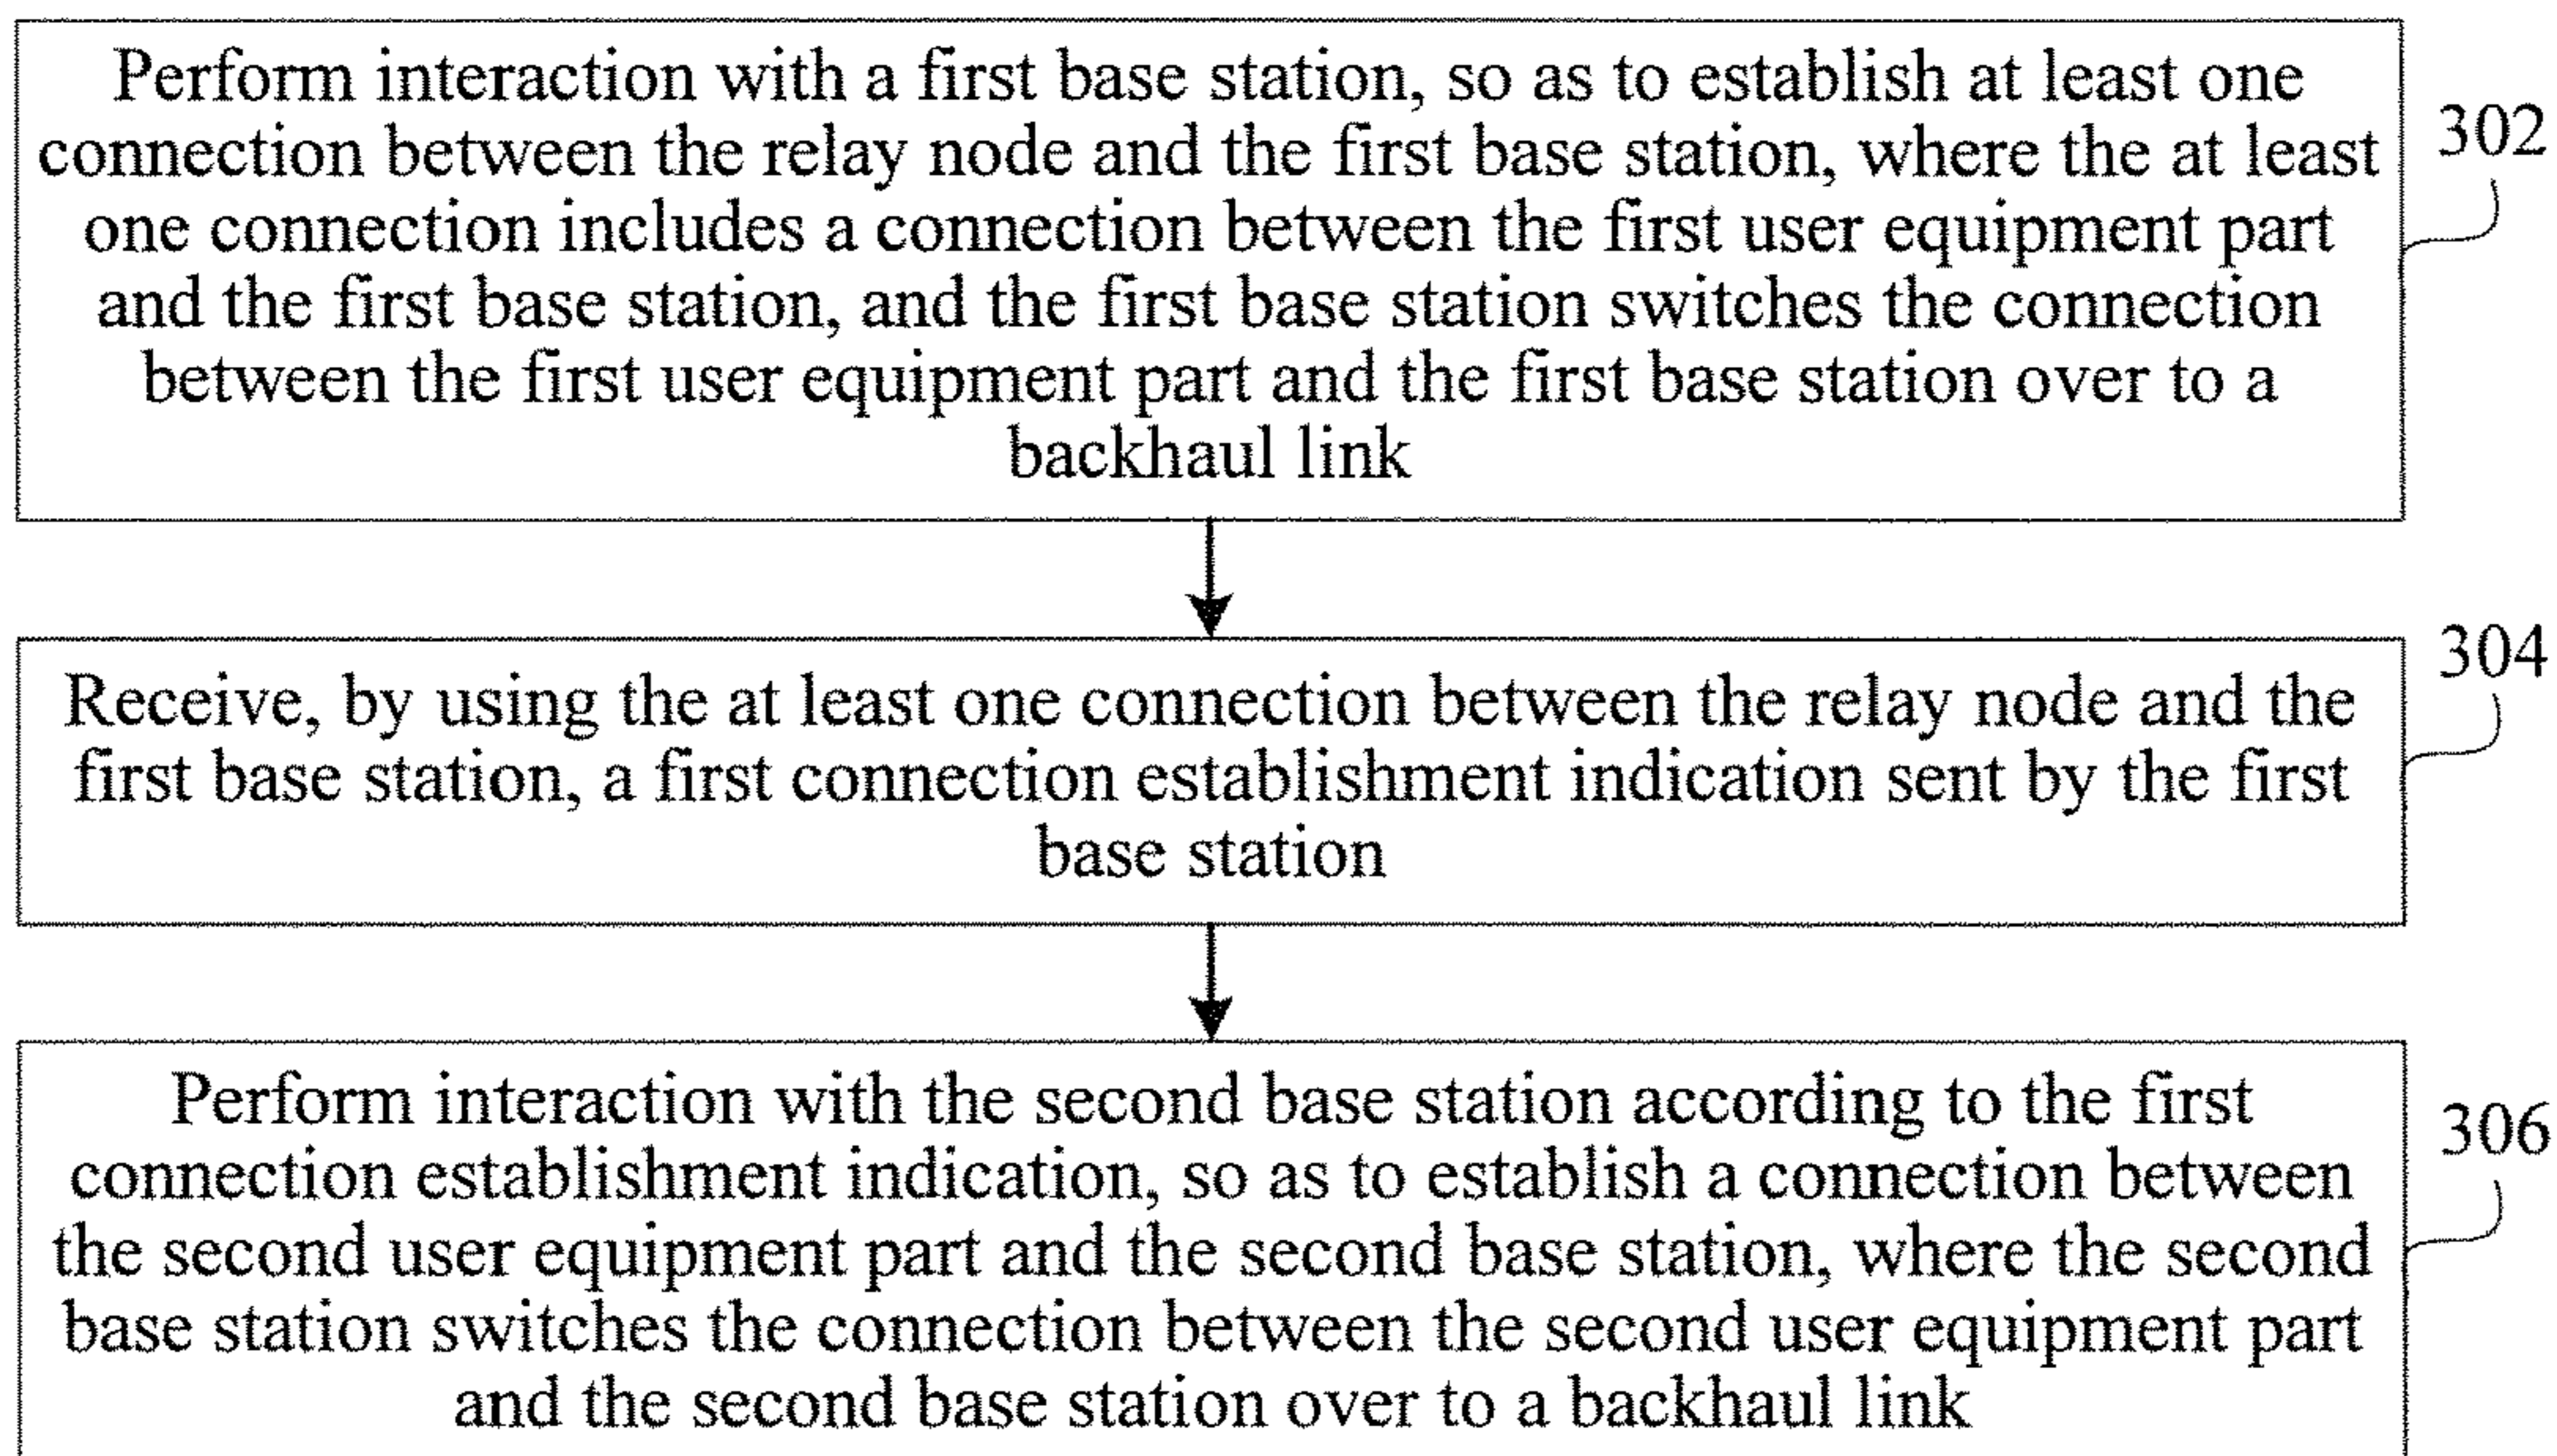 Perform interaction with a first base station, so as to establish at least one
connection between the relay node and the first base station, where the at least
one connection includes a connection between the first user equipment part
and the first base station, and the first base station switches the connection
between the first user equipment part and the first base station over to a
backhaul link
302
Receive, by using the at least one connection between the relay node and the
first base station, a first connection establishment indication sent by the first
base station
304
Perform interaction with the second base station according to the first
connection establishment indication, so as to establish a connection between
the second user equipment part and the second base station, where the second
base station switches the connection between the second user equipment part
and the second base station over to a backhaul link
306